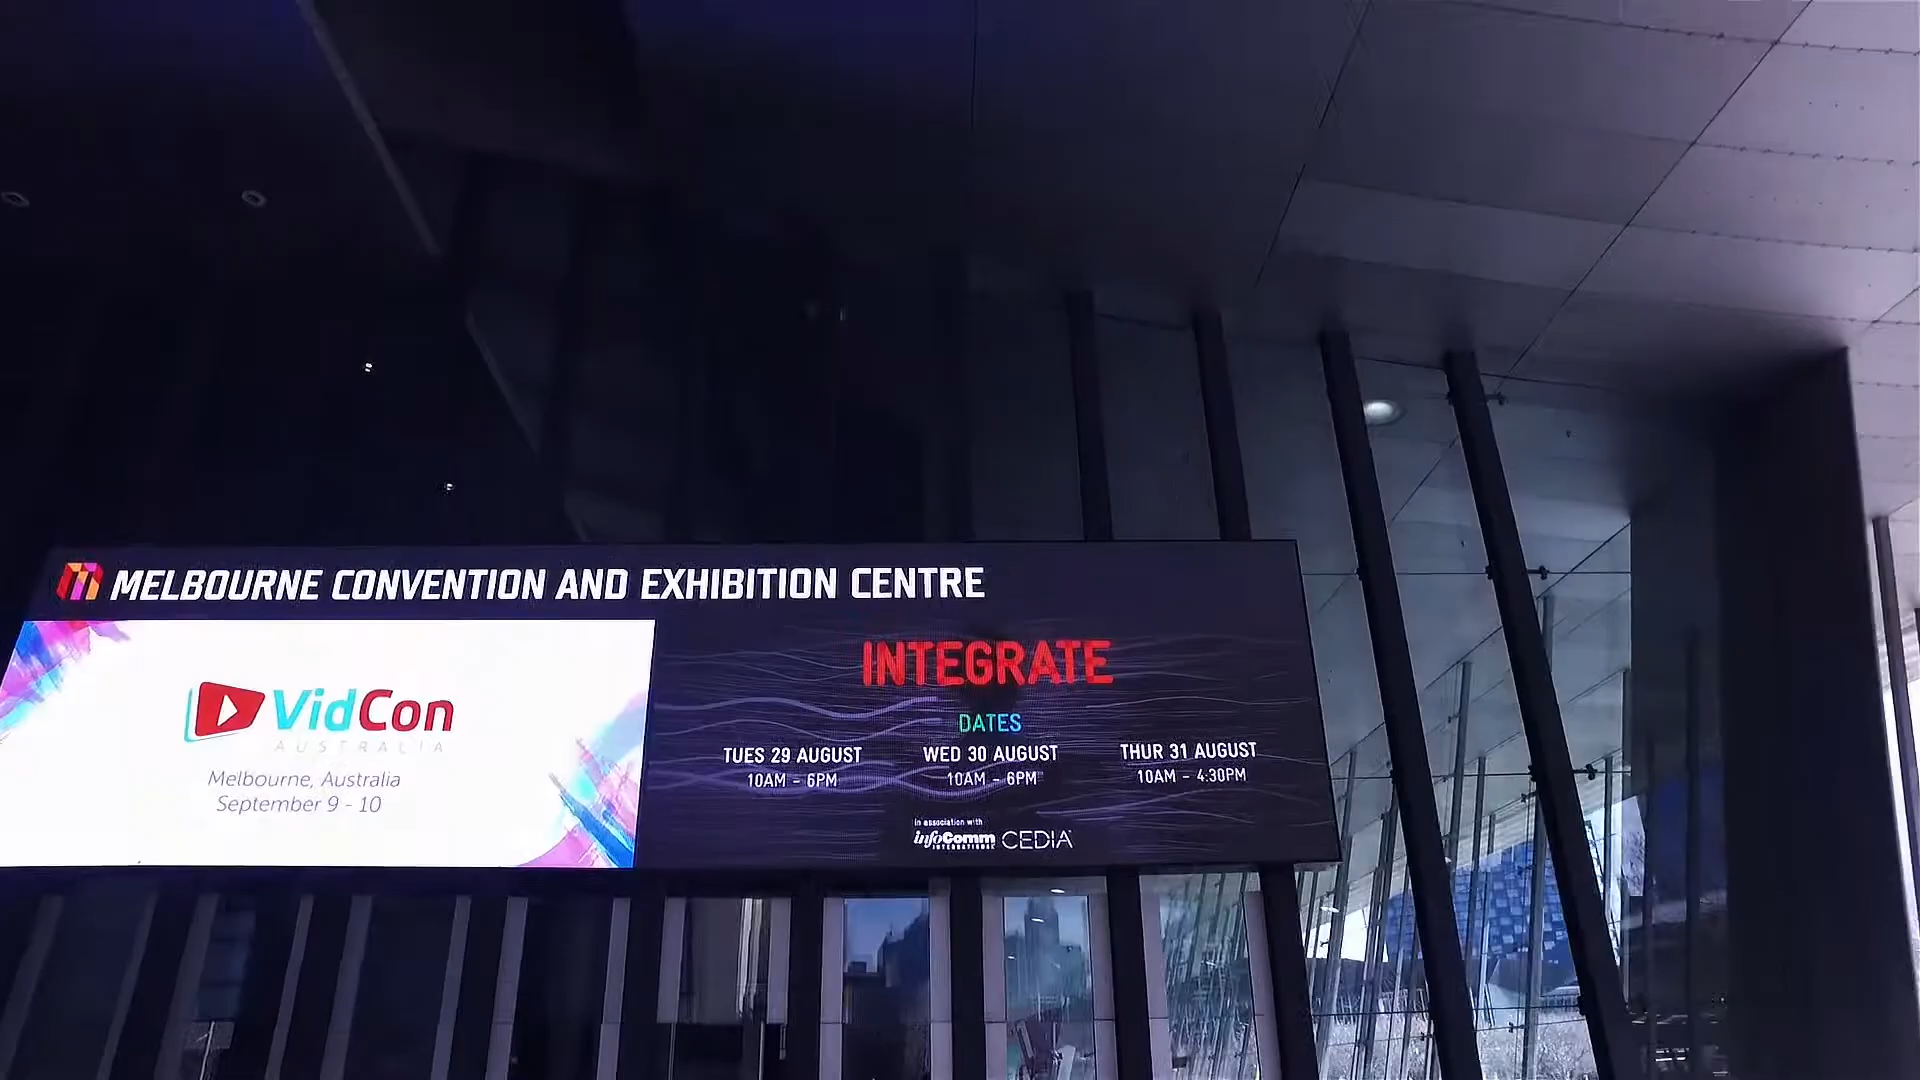 MELBOURNE CONVENTION AND EXHIBITION CENTRE
VidCon
AUSTRALIA
Melbourne, Australia
September 9 - 10
INTEGRATE
DATES
TUES 29 AUGUST
10AM - 6PM
WED 30 AUGUST
10AM - 6PM
THUR 31 AUGUST
10AM - 4:30PM
In association with
infoComm
INTERNATIONAL
CEDIA